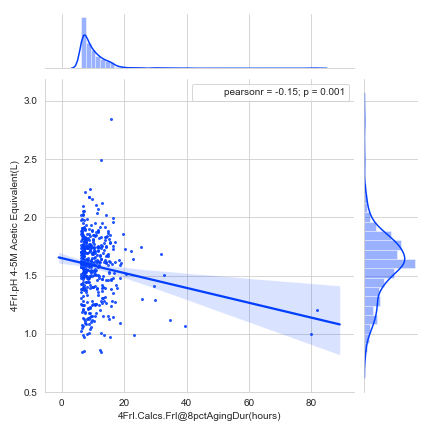 pearsonr = -0.15; p = 0.001
3.0
2.5
2.0
1.5
1.0
0.5
4Frl.pH 4-5M Acetic Equivalent(L)
0 20 40 60 80
4Frl.Calcs.Frl@8pctAgingDur(hours)